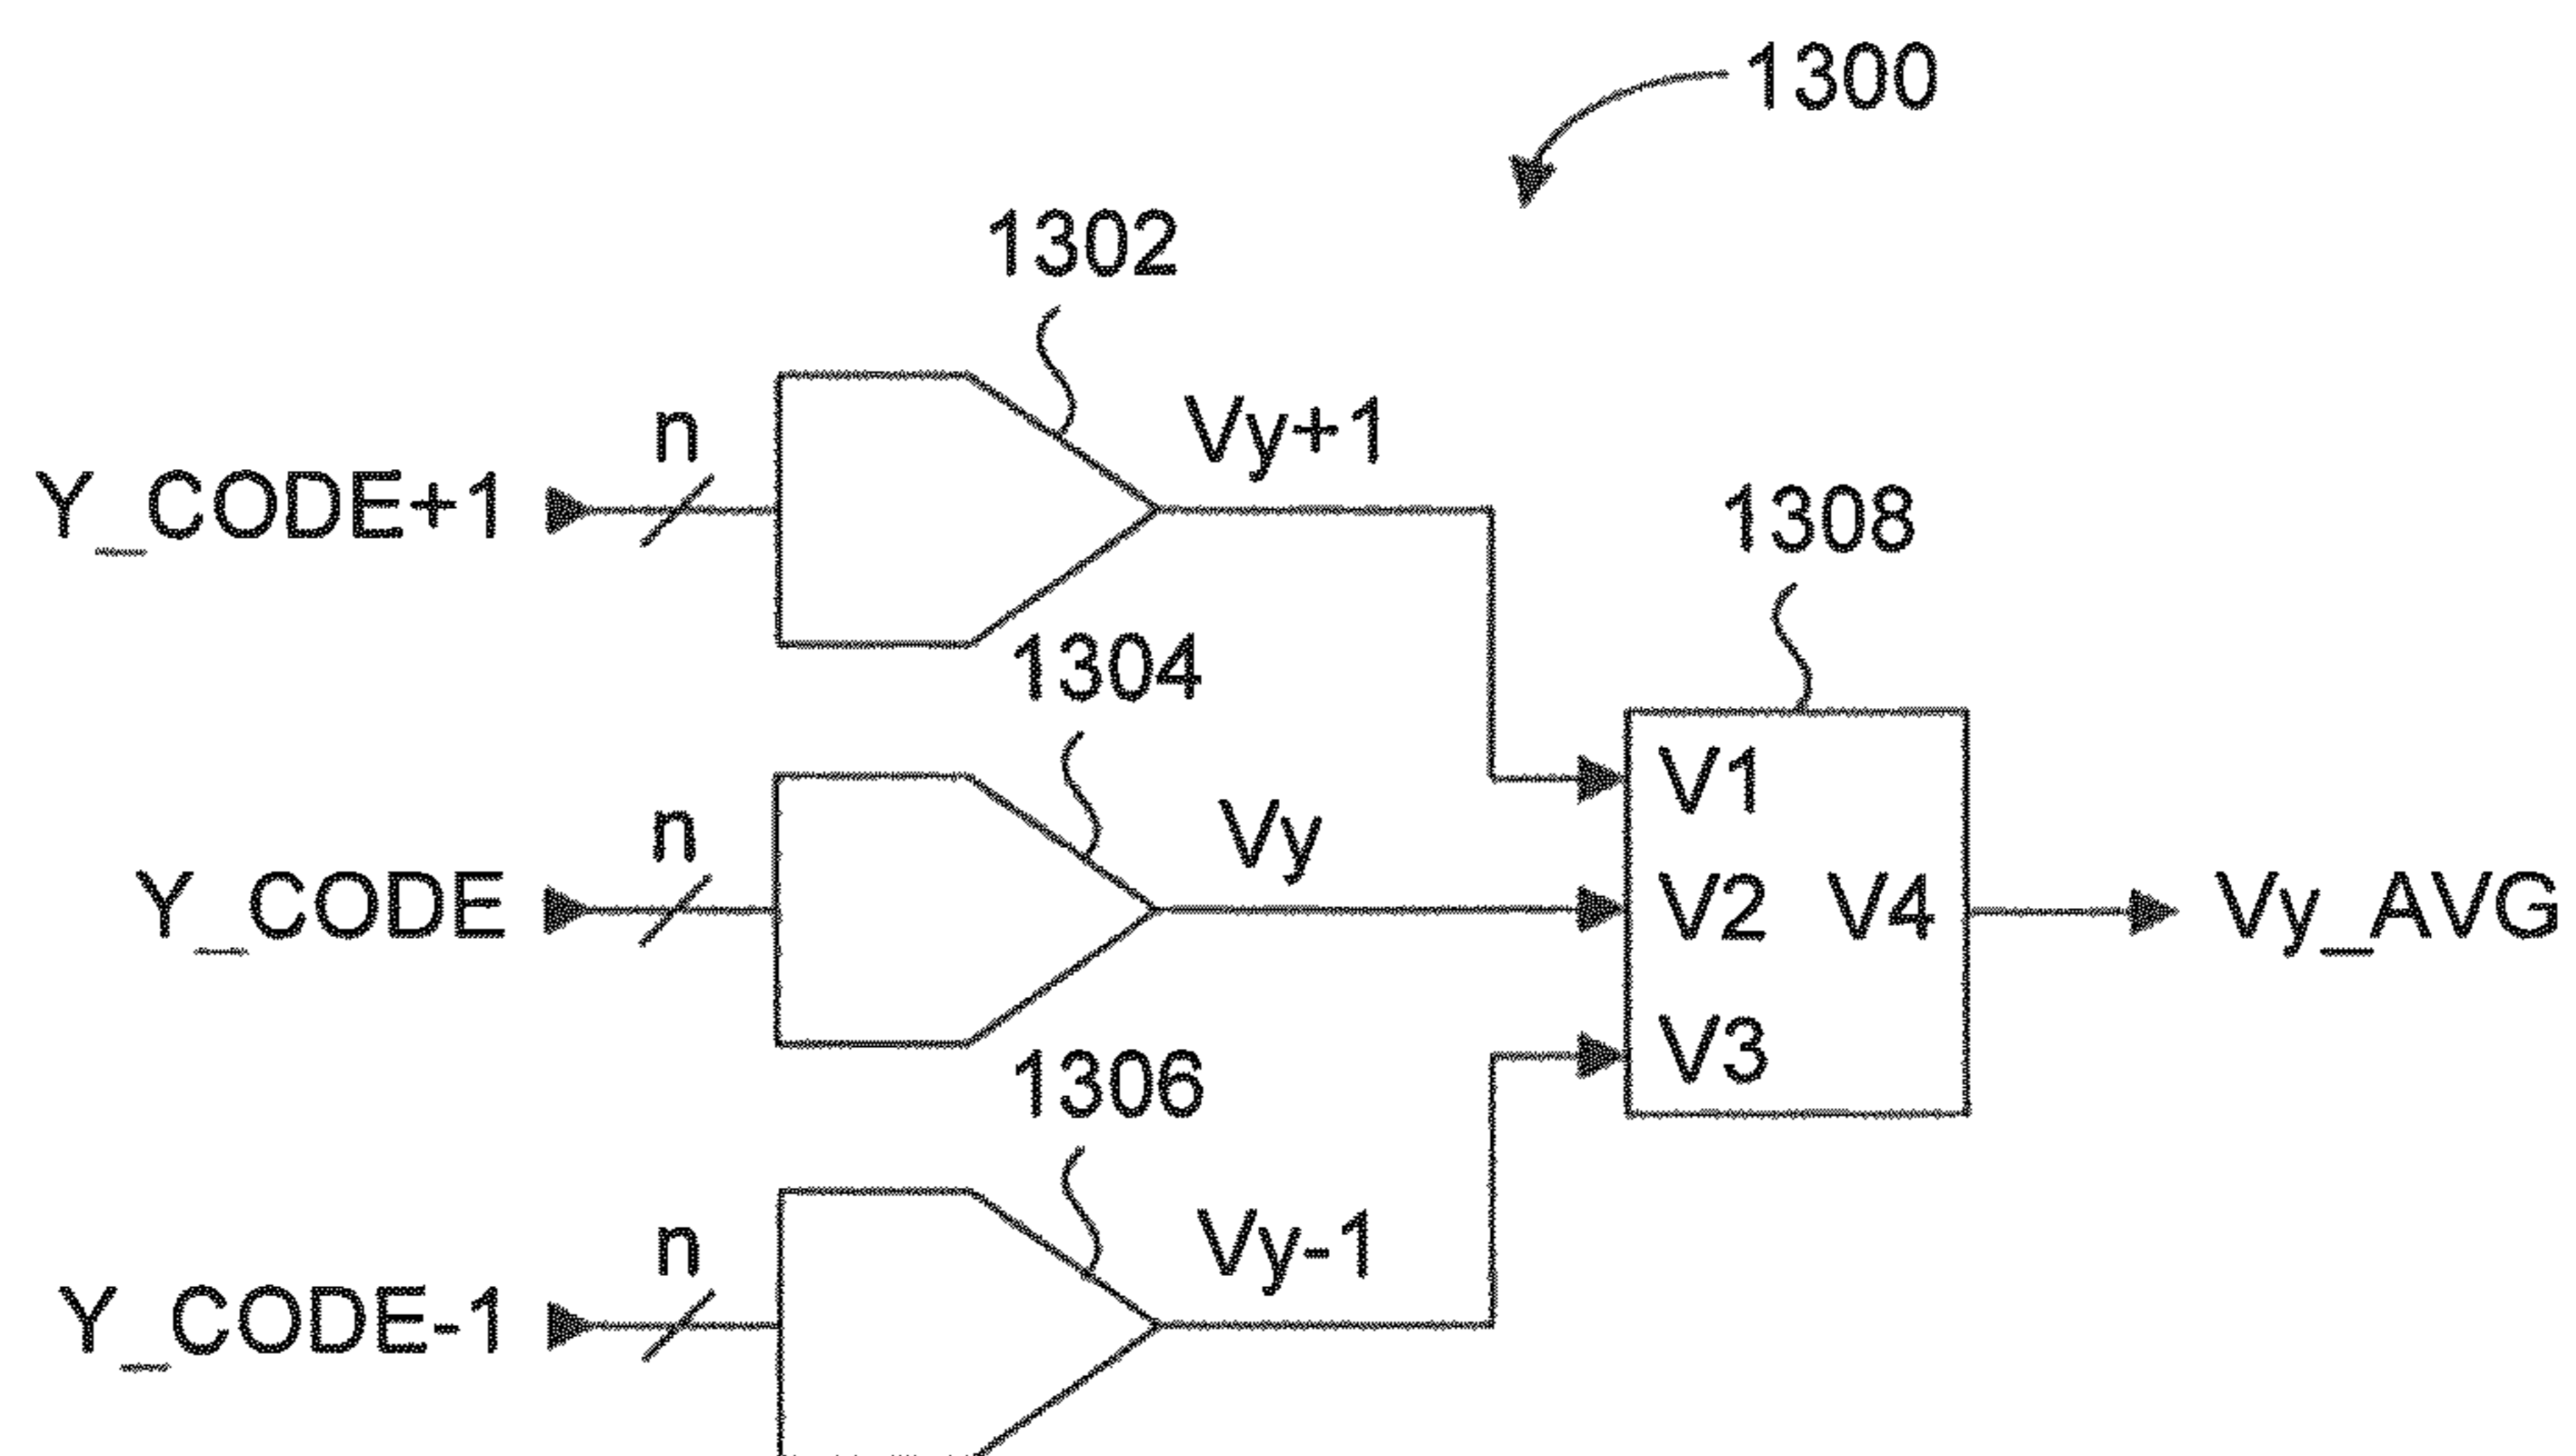 1300
1302
n
Vy+1
Y_CODE+1
1308
1304
V1
n
Vy
Y_CODE
V2 V4
Vy_AVG
V3
1306
n
Vy-1
Y_CODE-1